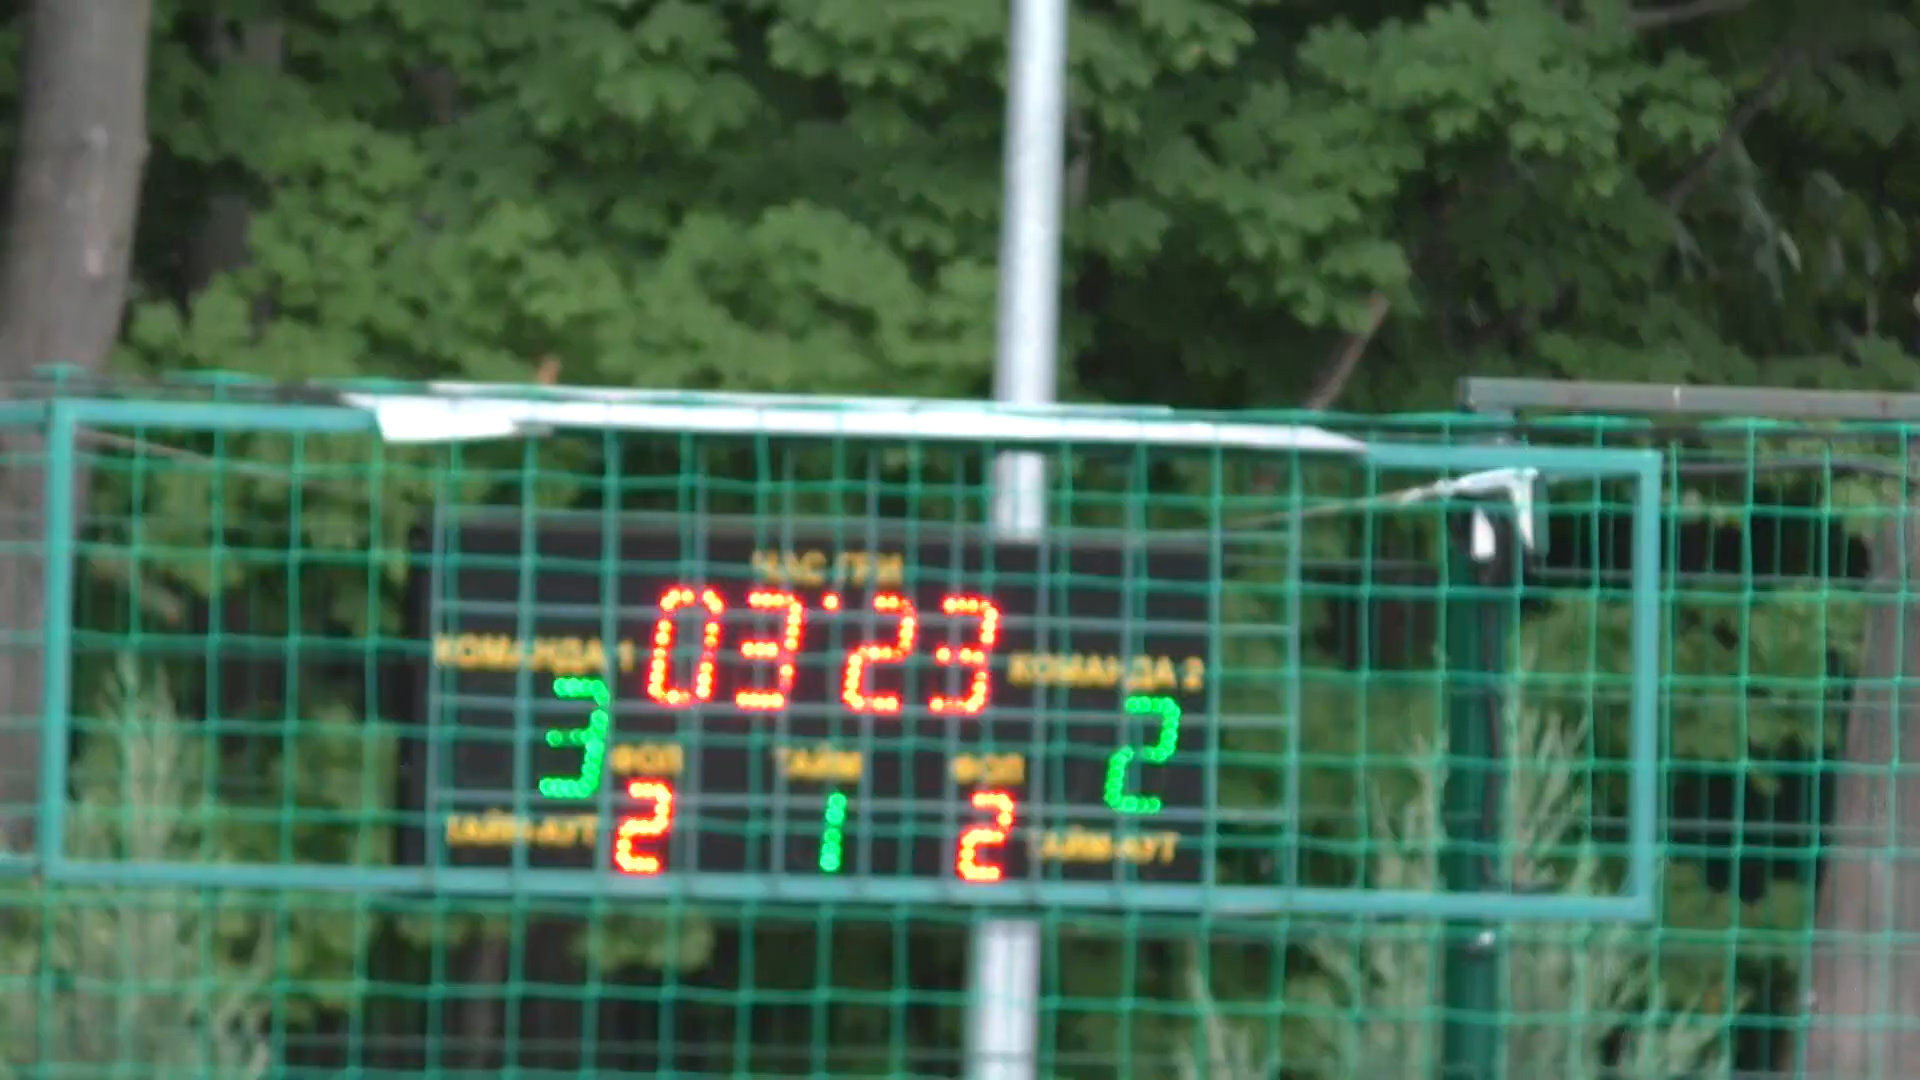 ЧАС ГРИ
КОМАНДА 1 03:23 КОМАНДА 2
3 2
ФОЛ ТАЙМ ФОЛ
ТАЙМ-АУТ 2 1 2 ТАЙМ-АУТ